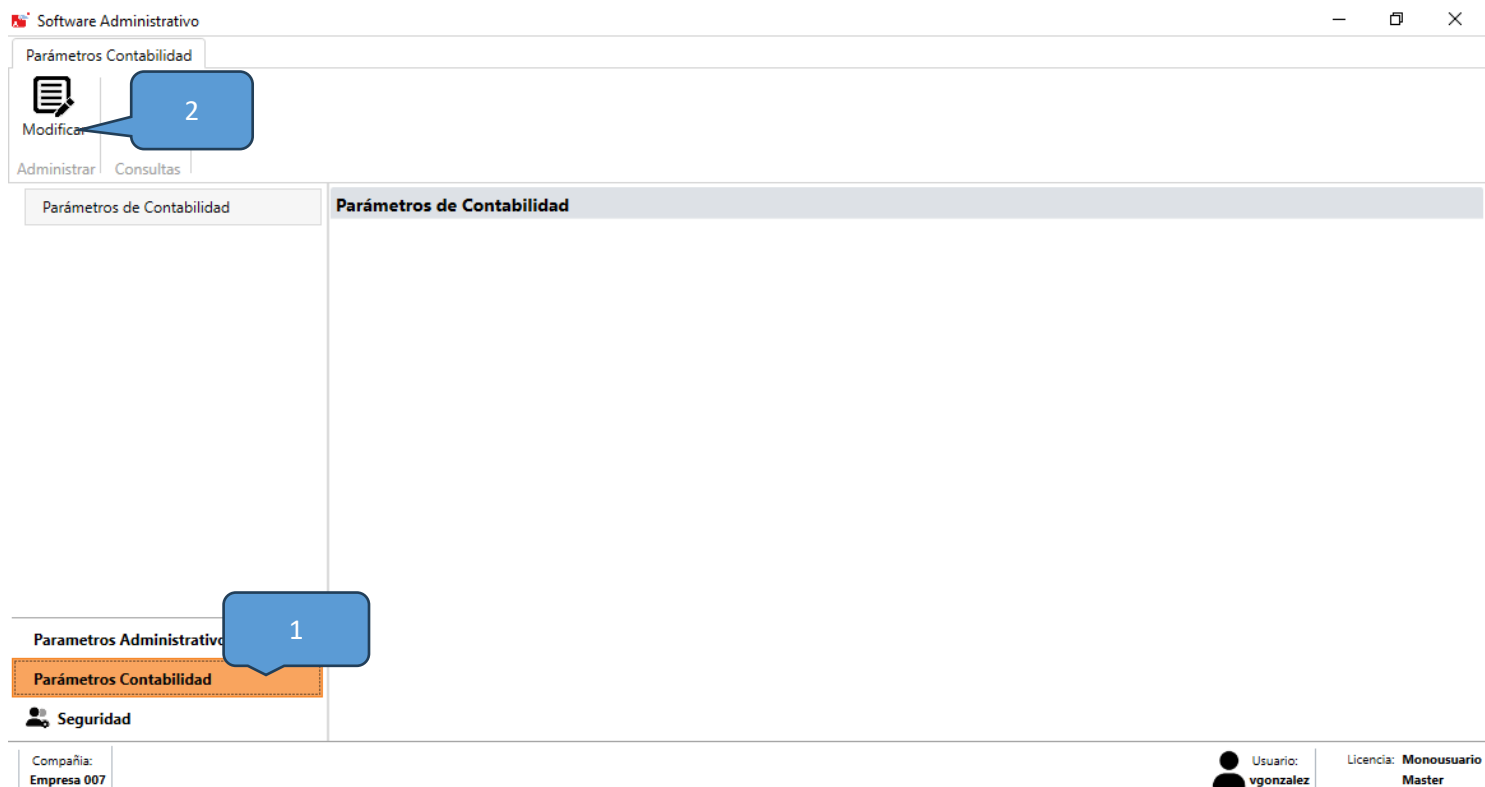 Software Administrativo
Parámetros Contabilidad
2
Modificar
Administrar Consultas
Parámetros de Contabilidad
Parámetros de Contabilidad
1
Parametros Administrativo
Parámetros Contabilidad
Seguridad
Compañia:
Empresa 007
Usuario:
vgonzalez
Licencia: Monousuario
Master